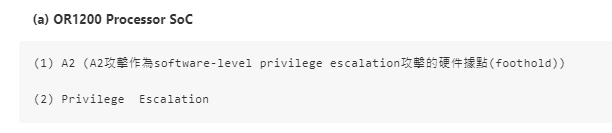 (a) OR1200 Processor SoC
(1) A2 (A2攻擊作為software-level privilege escalation攻擊的硬件據點(foothold))
(2) Privilege  Escalation